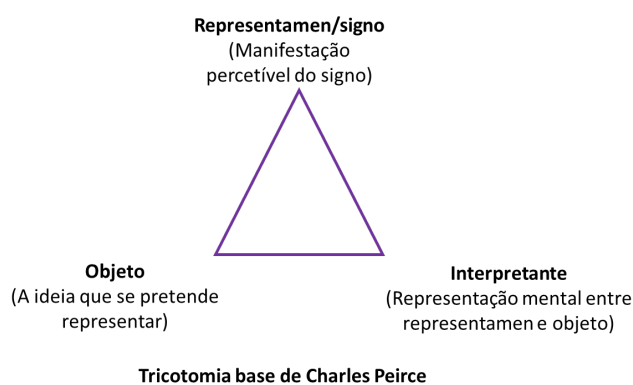 Representamen/signo
(Manifestação
percetível do signo)
Objeto
(A ideia que se pretende
representar)
Interpretante
(Representação mental entre
representamen e objeto)
Tricotomia base de Charles Peirce